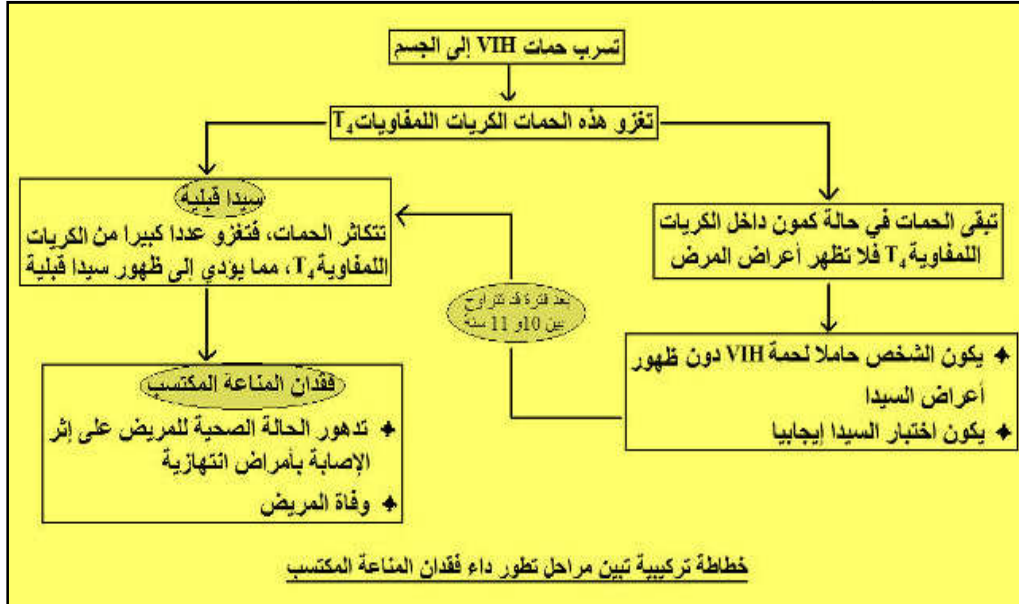 تسرب حمات VIH إلى الجسم
تغزو هذه الحمات الكريات اللمفاويات T4
تبقى الحمات في حالة كمون داخل الكريات
اللمفاوية T4 فلا تظهر أعراض المرض
✦ يكون الشخص حاملا لحمة VIH دون ظهور
أعراض السيدا
✦ يكون اختبار السيدا إيجابيا
بعد فترة قد تتراوح
بين 10و 11 سنة
سيدا قبلية
تتكاثر الحمات، فتغزو عددا كبيرا من الكريات
اللمفاوية T4، مما يؤدي إلى ظهور سيدا قبلية
فقدان المناعة المكتسب
✦ تدهور الحالة الصحية للمريض على إثر
الإصابة بأمراض انتهازية
✦ وفاة المريض
خطاطة تركيبية تبين مراحل تطور داء فقدان المناعة المكتسب